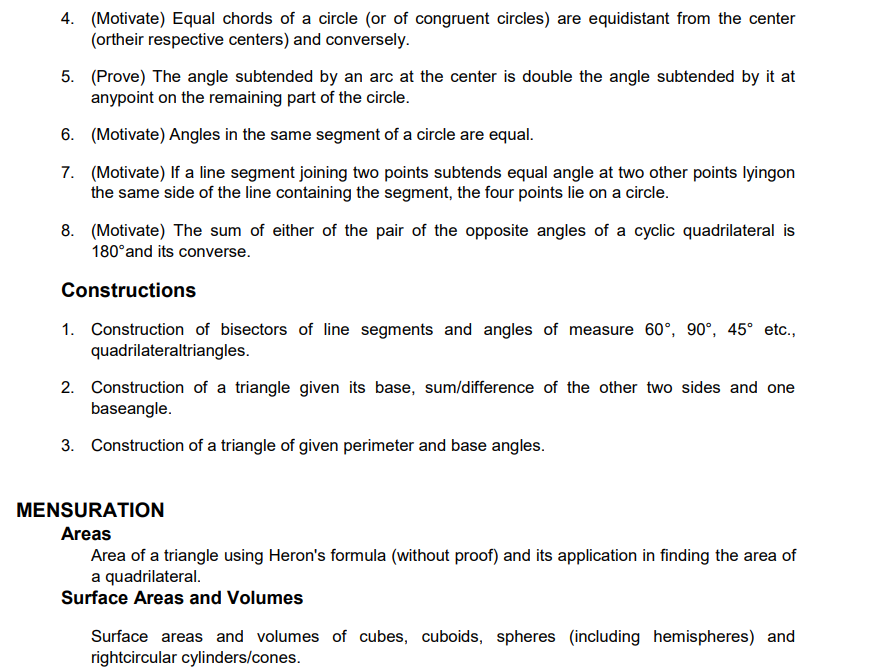 4. (Motivate) Equal chords of a circle (or of congruent circles) are equidistant from the center
(ortheir respective centers) and conversely.
5. (Prove) The angle subtended by an arc at the center is double the angle subtended by it at
anypoint on the remaining part of the circle.
6. (Motivate) Angles in the same segment of a circle are equal.
7. (Motivate) If a line segment joining two points subtends equal angle at two other points lyingon
the same side of the line containing the segment, the four points lie on a circle.
8. (Motivate) The sum of either of the pair of the opposite angles of a cyclic quadrilateral is
180°and its converse.
Constructions
1. Construction of bisectors of line segments and angles of measure 60°, 90°, 45° etc.,
quadrilateraltriangles.
2. Construction of a triangle given its base, sum/difference of the other two sides and one
baseangle.
3. Construction of a triangle of given perimeter and base angles.
MENSURATION
Areas
Area of a triangle using Heron's formula (without proof) and its application in finding the area of
a quadrilateral.
Surface Areas and Volumes
Surface areas and volumes of cubes, cuboids, spheres (including hemispheres) and
rightcircular cylinders/cones.